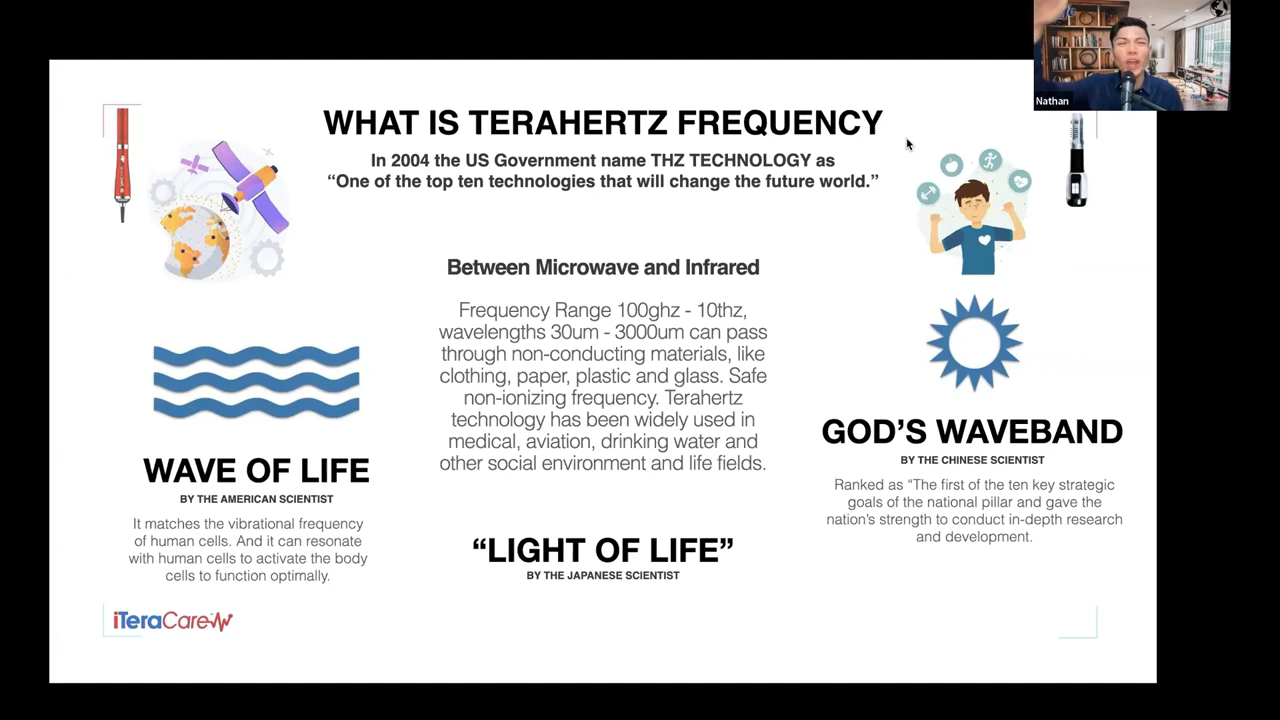 Nathan
WHAT IS TERAHERTZ FREQUENCY
In 2004 the US Government name THZ TECHNOLOGY as
“One of the top ten technologies that will change the future world.”
Between Microwave and Infrared
Frequency Range 100ghz - 10thz,
wavelengths 30um - 3000um can pass
through non-conducting materials, like
clothing, paper, plastic and glass. Safe
non-ionizing frequency. Terahertz
technology has been widely used in
medical, aviation, drinking water and
other social environment and life fields.
WAVE OF LIFE
BY THE AMERICAN SCIENTIST
It matches the vibrational frequency
of human cells. And it can resonate
with human cells to activate the body
cells to function optimally.
“LIGHT OF LIFE”
BY THE JAPANESE SCIENTIST
GOD’S WAVEBAND
BY THE CHINESE SCIENTIST
Ranked as “The first of the ten key strategic
goals of the national pillar and gave the
nation’s strength to conduct in-depth research
and development.
iTeraCare